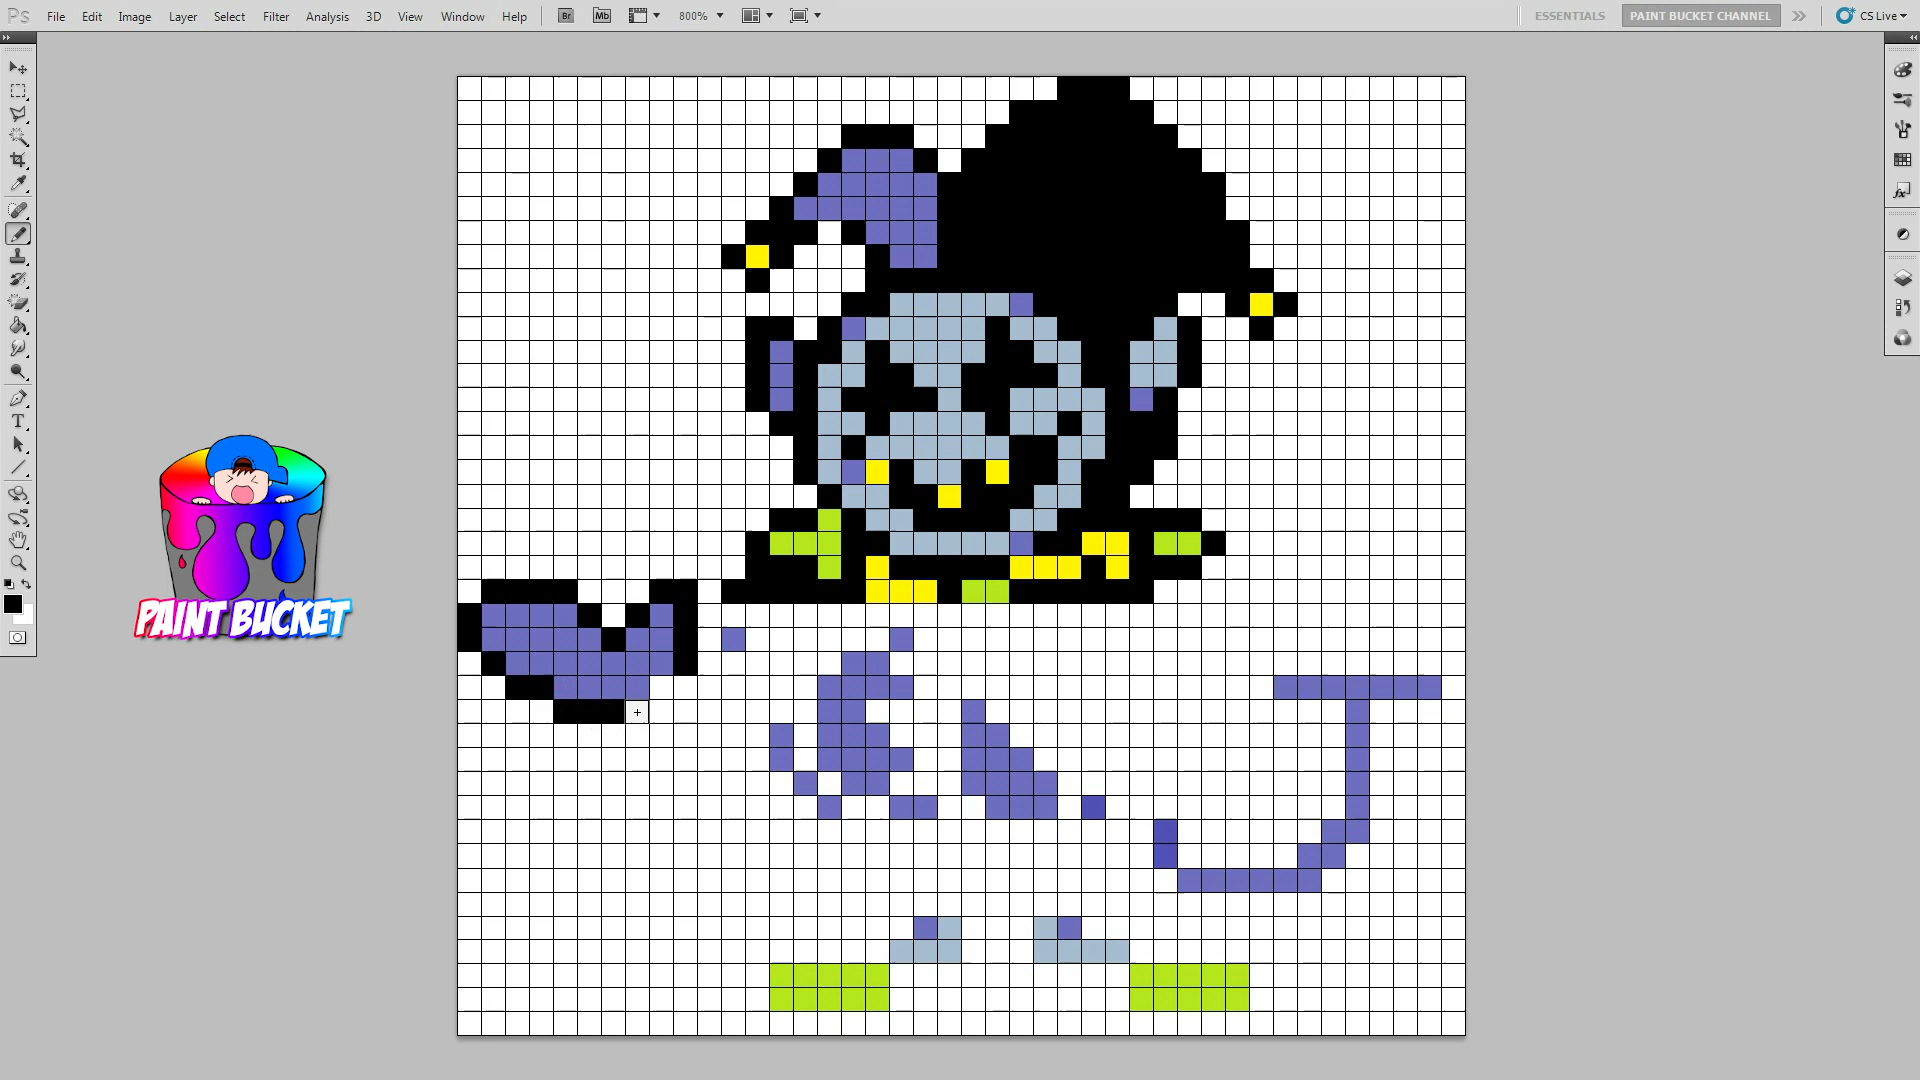 Ps File Edit Image Layer Select Filter Analysis 3D View Window Help Br Mb 800% ESSENTIALS PAINT BUCKET CHANNEL CS Live
T
fx
PAINT BUCKET